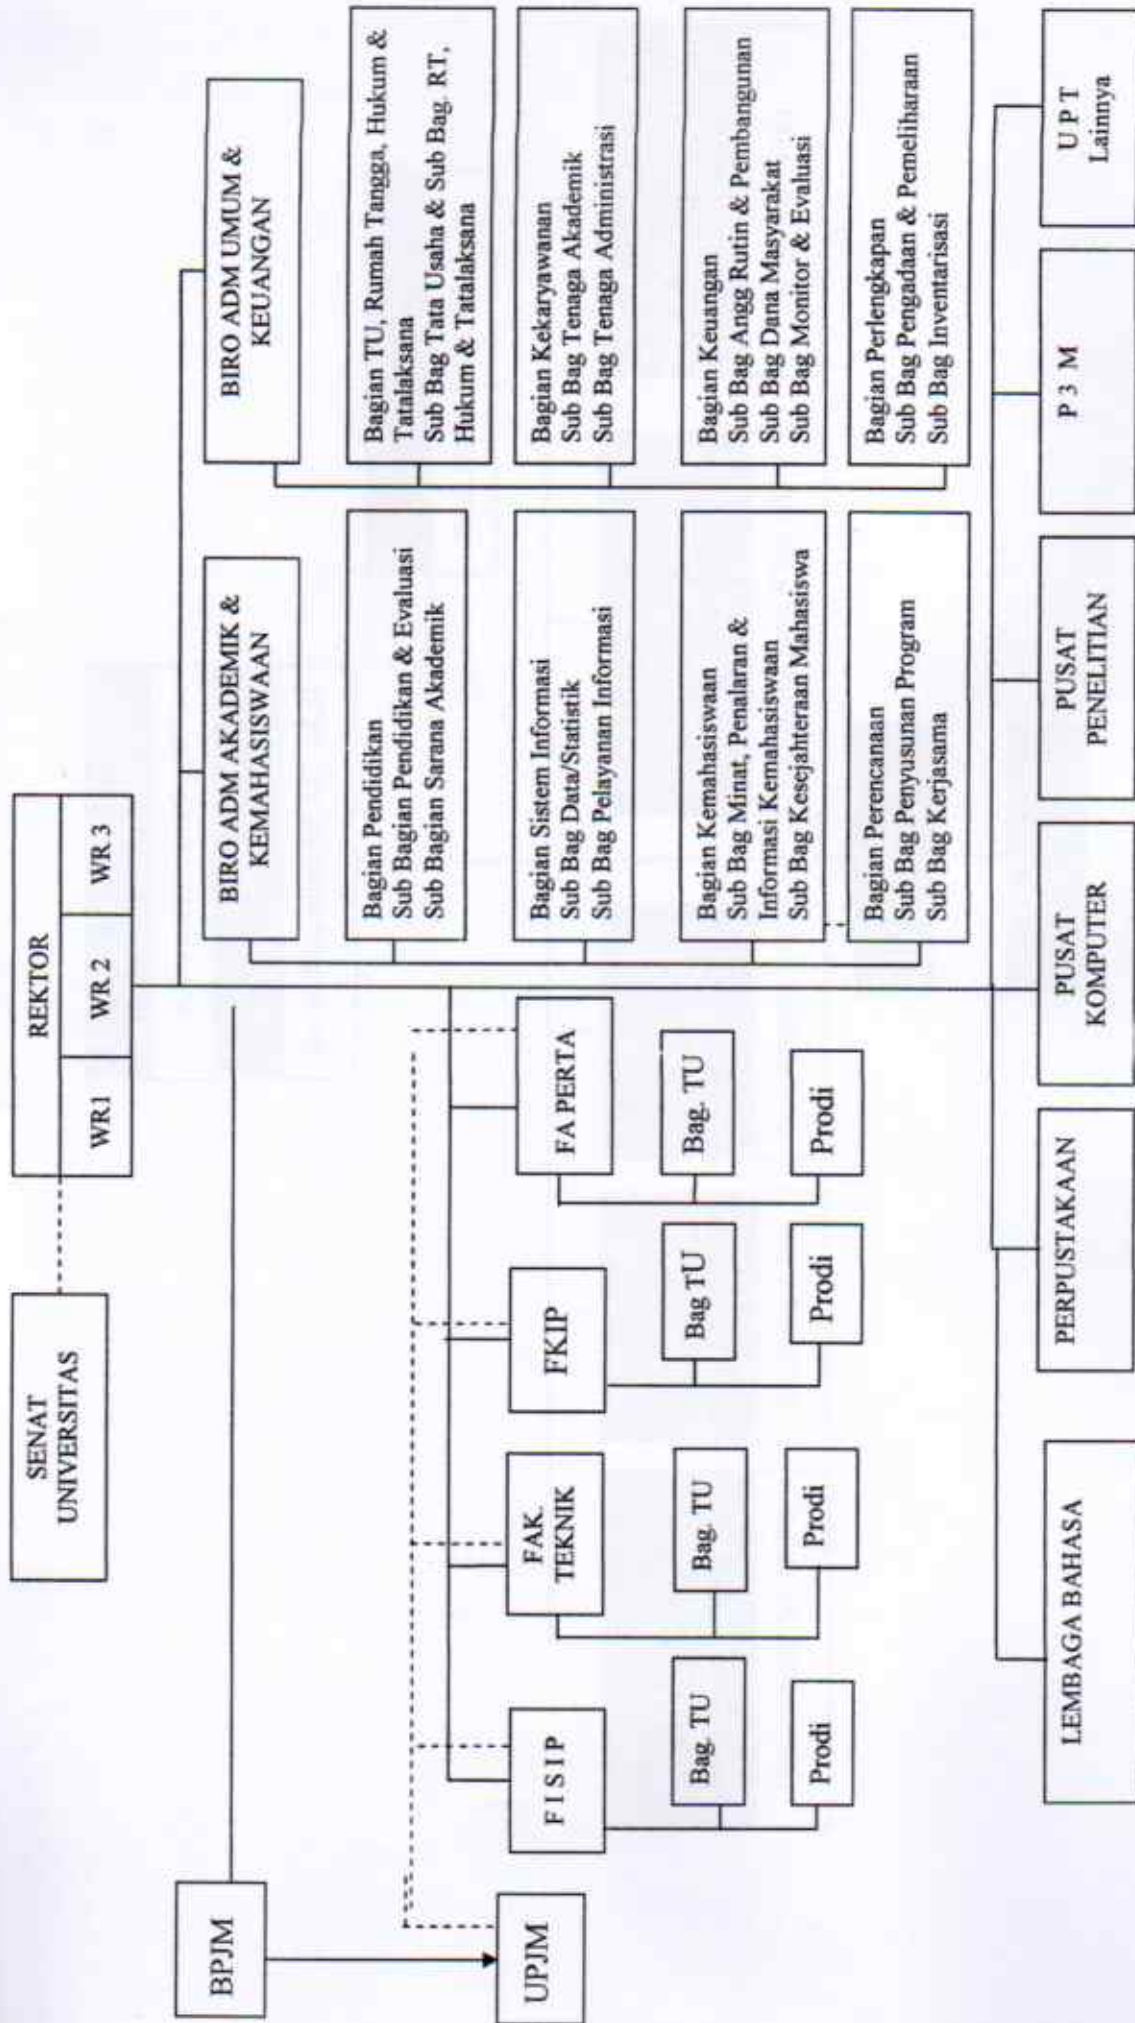 SENAT
UNIVERSITAS
REKTOR
WR1
WR 2
WR 3
BPJM
BIRO ADM AKADEMIK &
KEMAHASISWAAN
BIRO ADM UMUM &
KEUANGAN
UPJM
F I S I P
Bag. TU
Prodi
FAK.
TEKNIK
Bag. TU
Prodi
FKIP
Bag TU
Prodi
FA PERTA
Bag. TU
Prodi
Bagian Pendidikan
Sub Bagian Pendidikan & Evaluasi
Sub Bagian Sarana Akademik
Bagian Sistem Informasi
Sub Bag Data/Statistik
Sub Bag Pelayanan Informasi
Bagian Kemahasiswaan
Sub Bag Minat, Penalaran &
Informasi Kemahasiswaan
Sub Bag Kesejahteraan Mahasiswa
Bagian Perencanaan
Sub Bag Penyusunan Program
Sub Bag Kerjasama
Bagian TU, Rumah Tangga, Hukum &
Tatalaksana
Sub Bag Tata Usaha & Sub Bag. RT,
Hukum & Tatalaksana
Bagian Kekaryawanan
Sub Bag Tenaga Akademik
Sub Bag Tenaga Administrasi
Bagian Keuangan
Sub Bag Angg Rutin & Pembangunan
Sub Bag Dana Masyarakat
Sub Bag Monitor & Evaluasi
Bagian Perlengkapan
Sub Bag Pengadaan & Pemeliharaan
Sub Bag Inventarisasi
LEMBAGA BAHASA
PERPUSTAKAAN
PUSAT
KOMPUTER
PUSAT
PENELITIAN
P 3 M
U P T
Lainnya